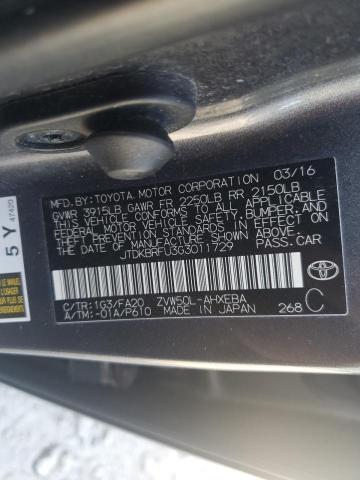 MFD.BY:TOYOTA MOTOR CORPORATION 03/16
GVWR 3915LB GAWR FR 2250LB RR 2150LB
THIS VEHICLE CONFORMS TO ALL APPLICABLE
FEDERAL MOTOR VEHICLE SAFETY, BUMPER, AND
THEFT PREVENTION STANDARDS IN EFFECT ON
THE DATE OF MANUFACTURE SHOWN ABOVE.
JTDKBRFU3G3011729 PASS.CAR
C/TR:1G3/FA20 ZVW50L-AHXEBA
A/TM:-01A/P610 MADE IN JAPAN 268 C
5 Y 47420